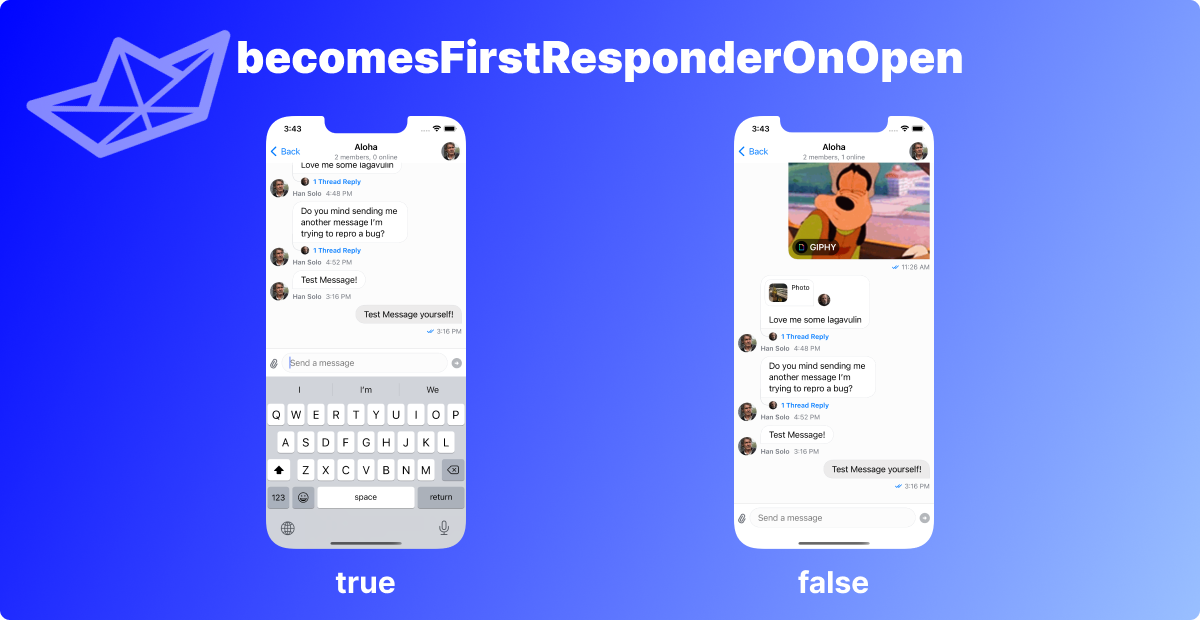 becomesFirstResponderOnOpen
3:43
Back
Aloha
2 members, 0 online
Love me some lagavulin
1 Thread Reply
Han Solo 4:48 PM
Do you mind sending me
another message I'm
trying to repro a bug?
1 Thread Reply
Han Solo 4:52 PM
Test Message!
Han Solo 3:16 PM
Test Message yourself!
3:16 PM
Send a message
I I'm We
Q W E R T Y U I O P
A S D F G H J K L
Z X C V B N M
123 space return
true
3:43
Back
Aloha
2 members, 1 online
GIPHY
11:26 AM
Photo
Love me some lagavulin
1 Thread Reply
Han Solo 4:48 PM
Do you mind sending me
another message I'm
trying to repro a bug?
1 Thread Reply
Han Solo 4:52 PM
Test Message!
Han Solo 3:16 PM
Test Message yourself!
3:16 PM
Send a message
false